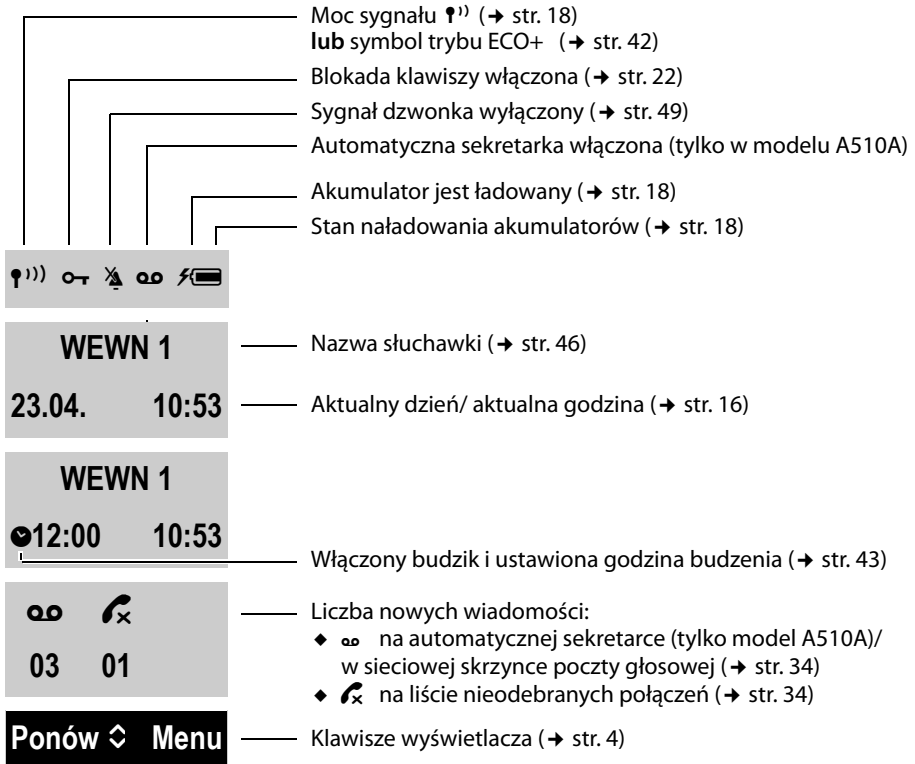 Moc sygnału (➔ str. 18)
lub symbol trybu ECO+ (➔ str. 42)
Blokada klawiszy włączona (➔ str. 22)
Sygnał dzwonka wyłączony (➔ str. 49)
Automatyczna sekretarka włączona (tylko w modelu A510A)
Akumulator jest ładowany (➔ str. 18)
Stan naładowania akumulatorów (➔ str. 18)
WEWN 1
Nazwa słuchawki (➔ str. 46)
23.04. 10:53
Aktualny dzień/ aktualna godzina (➔ str. 16)
WEWN 1
12:00 10:53
Włączony budzik i ustawiona godzina budzenia (➔ str. 43)
Liczba nowych wiadomości:
◆ na automatycznej sekretarce (tylko model A510A)/
w sieciowej skrzynce poczty głosowej (➔ str. 34)
03 01
◆ na liście nieodebranych połączeń (➔ str. 34)
Ponów Menu
Klawisze wyświetlacza (➔ str. 4)